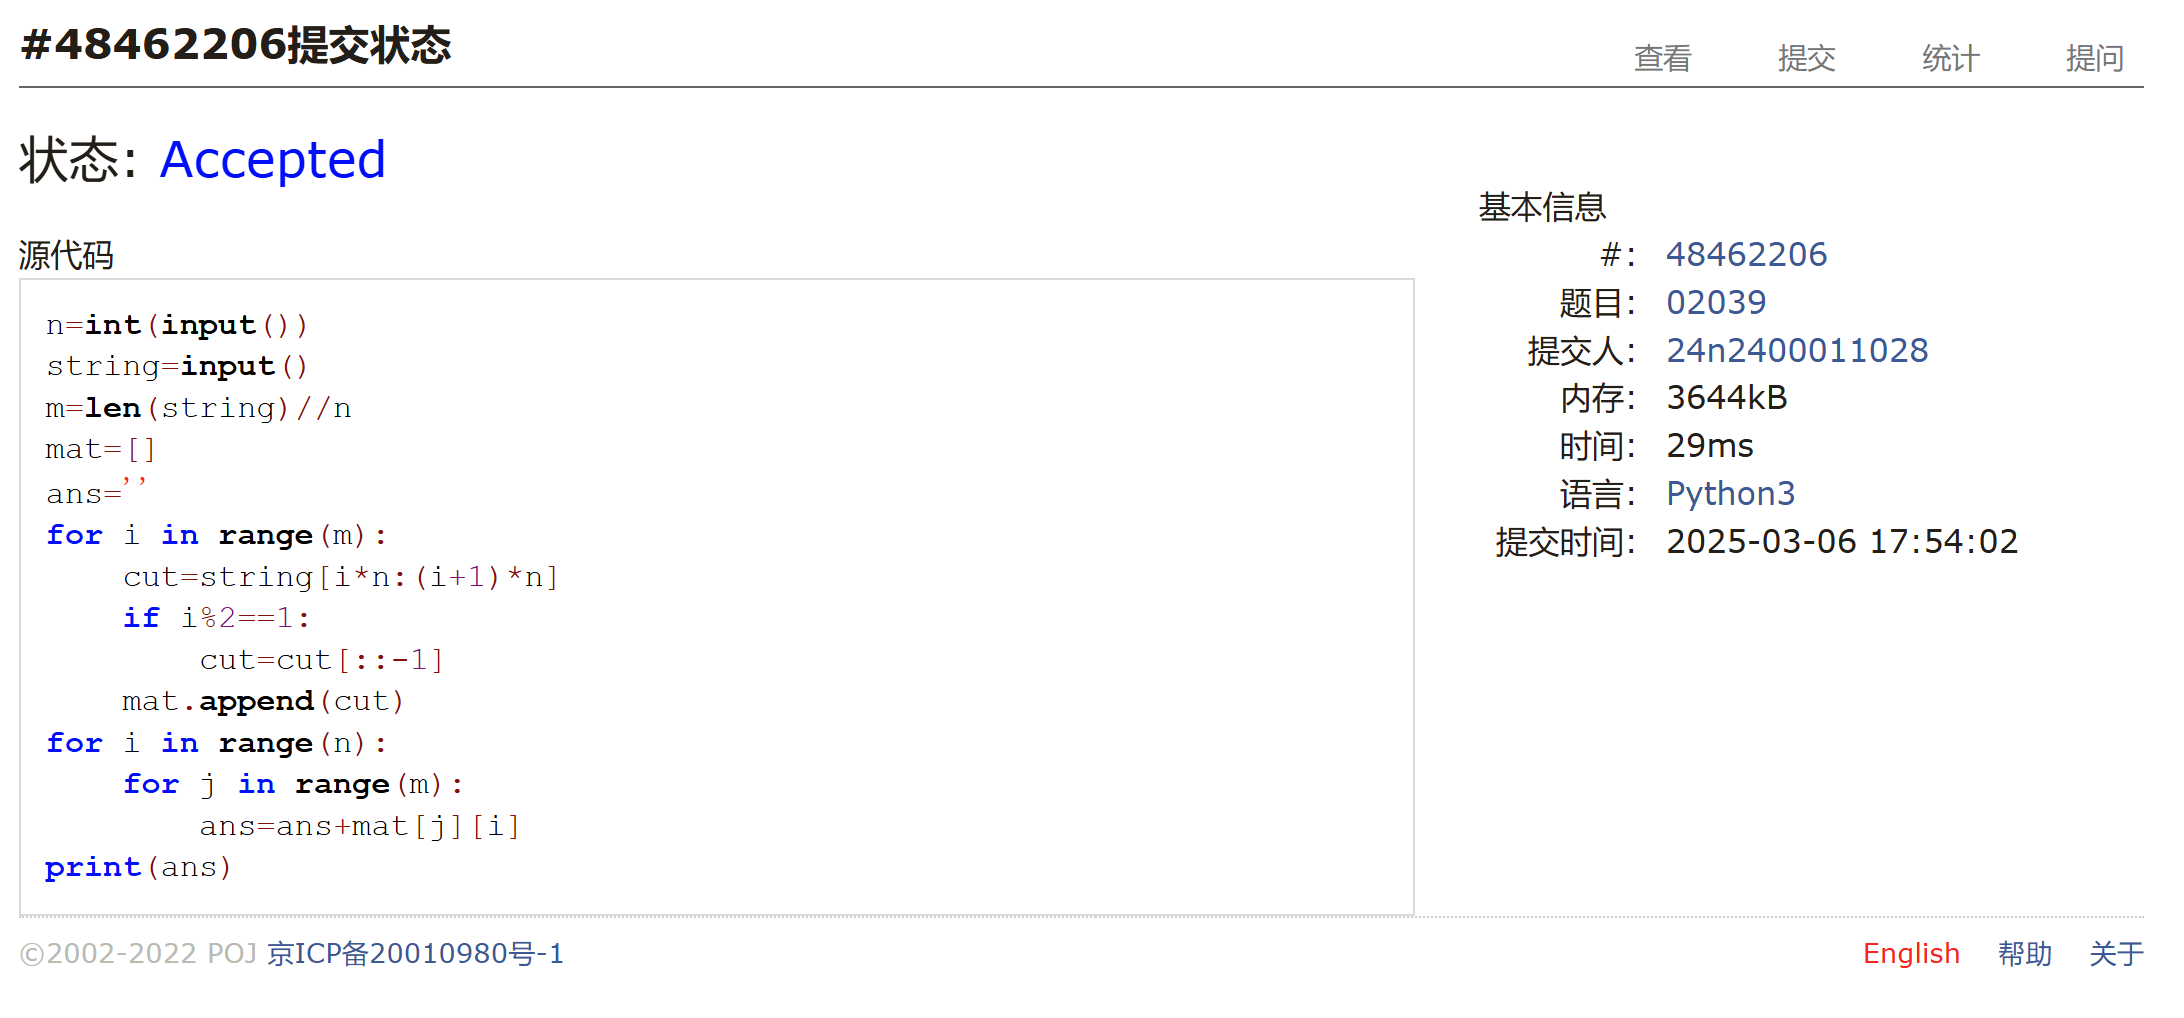 #48462206提交状态
查看 提交 统计 提问
状态: Accepted
源代码
n=int(input())
string=input()
m=len(string)//n
mat=[]
ans=''
for i in range(m):
    cut=string[i*n:(i+1)*n]
    if i%2==1:
        cut=cut[::-1]
    mat.append(cut)
for i in range(n):
    for j in range(m):
        ans=ans+mat[j][i]
print(ans)
基本信息
#: 48462206
题目: 02039
提交人: 24n2400011028
内存: 3644kB
时间: 29ms
语言: Python3
提交时间: 2025-03-06 17:54:02
©2002-2022 POJ 京ICP备20010980号-1
English 帮助 关于